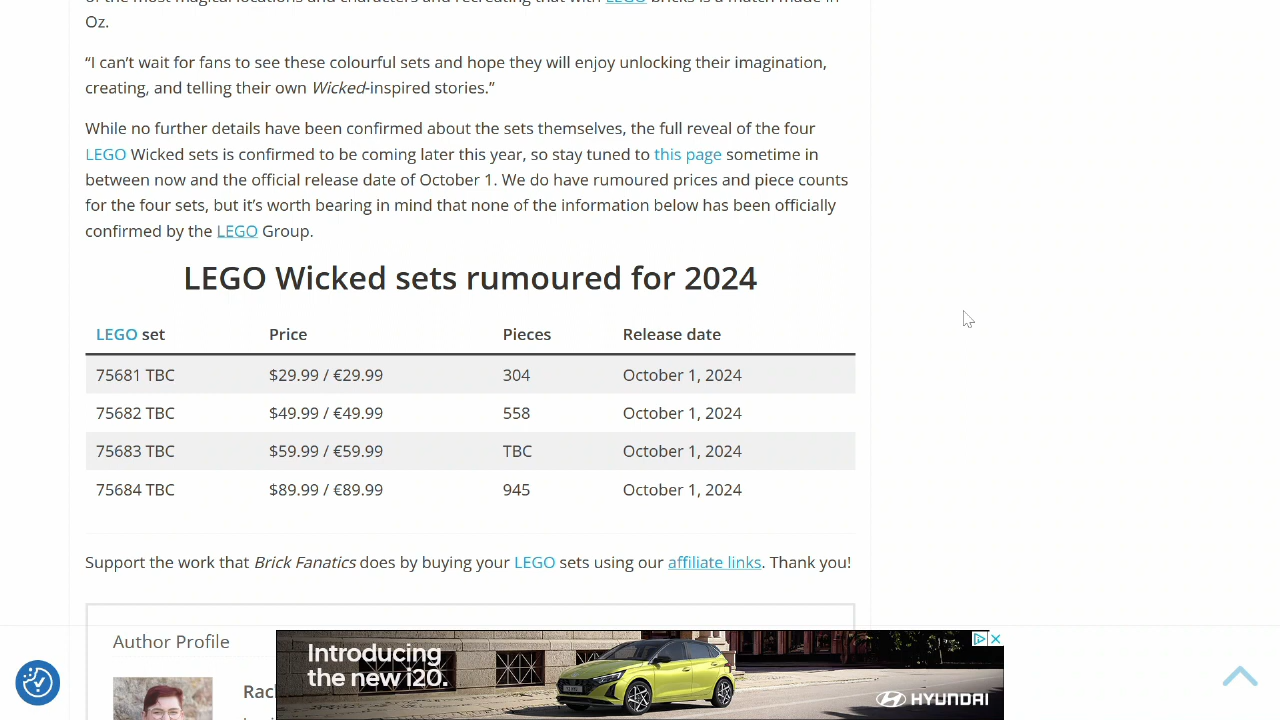 Oz.
“I can’t wait for fans to see these colourful sets and hope they will enjoy unlocking their imagination,
creating, and telling their own Wicked-inspired stories.”
While no further details have been confirmed about the sets themselves, the full reveal of the four
LEGO Wicked sets is confirmed to be coming later this year, so stay tuned to this page sometime in
between now and the official release date of October 1. We do have rumoured prices and piece counts
for the four sets, but it’s worth bearing in mind that none of the information below has been officially
confirmed by the LEGO Group.
LEGO Wicked sets rumoured for 2024
LEGO set Price Pieces Release date
75681 TBC $29.99 / €29.99 304 October 1, 2024
75682 TBC $49.99 / €49.99 558 October 1, 2024
75683 TBC $59.99 / €59.99 TBC October 1, 2024
75684 TBC $89.99 / €89.99 945 October 1, 2024
Support the work that Brick Fanatics does by buying your LEGO sets using our affiliate links. Thank you!
Author Profile
Introducing
the new i20.
HYUNDAI